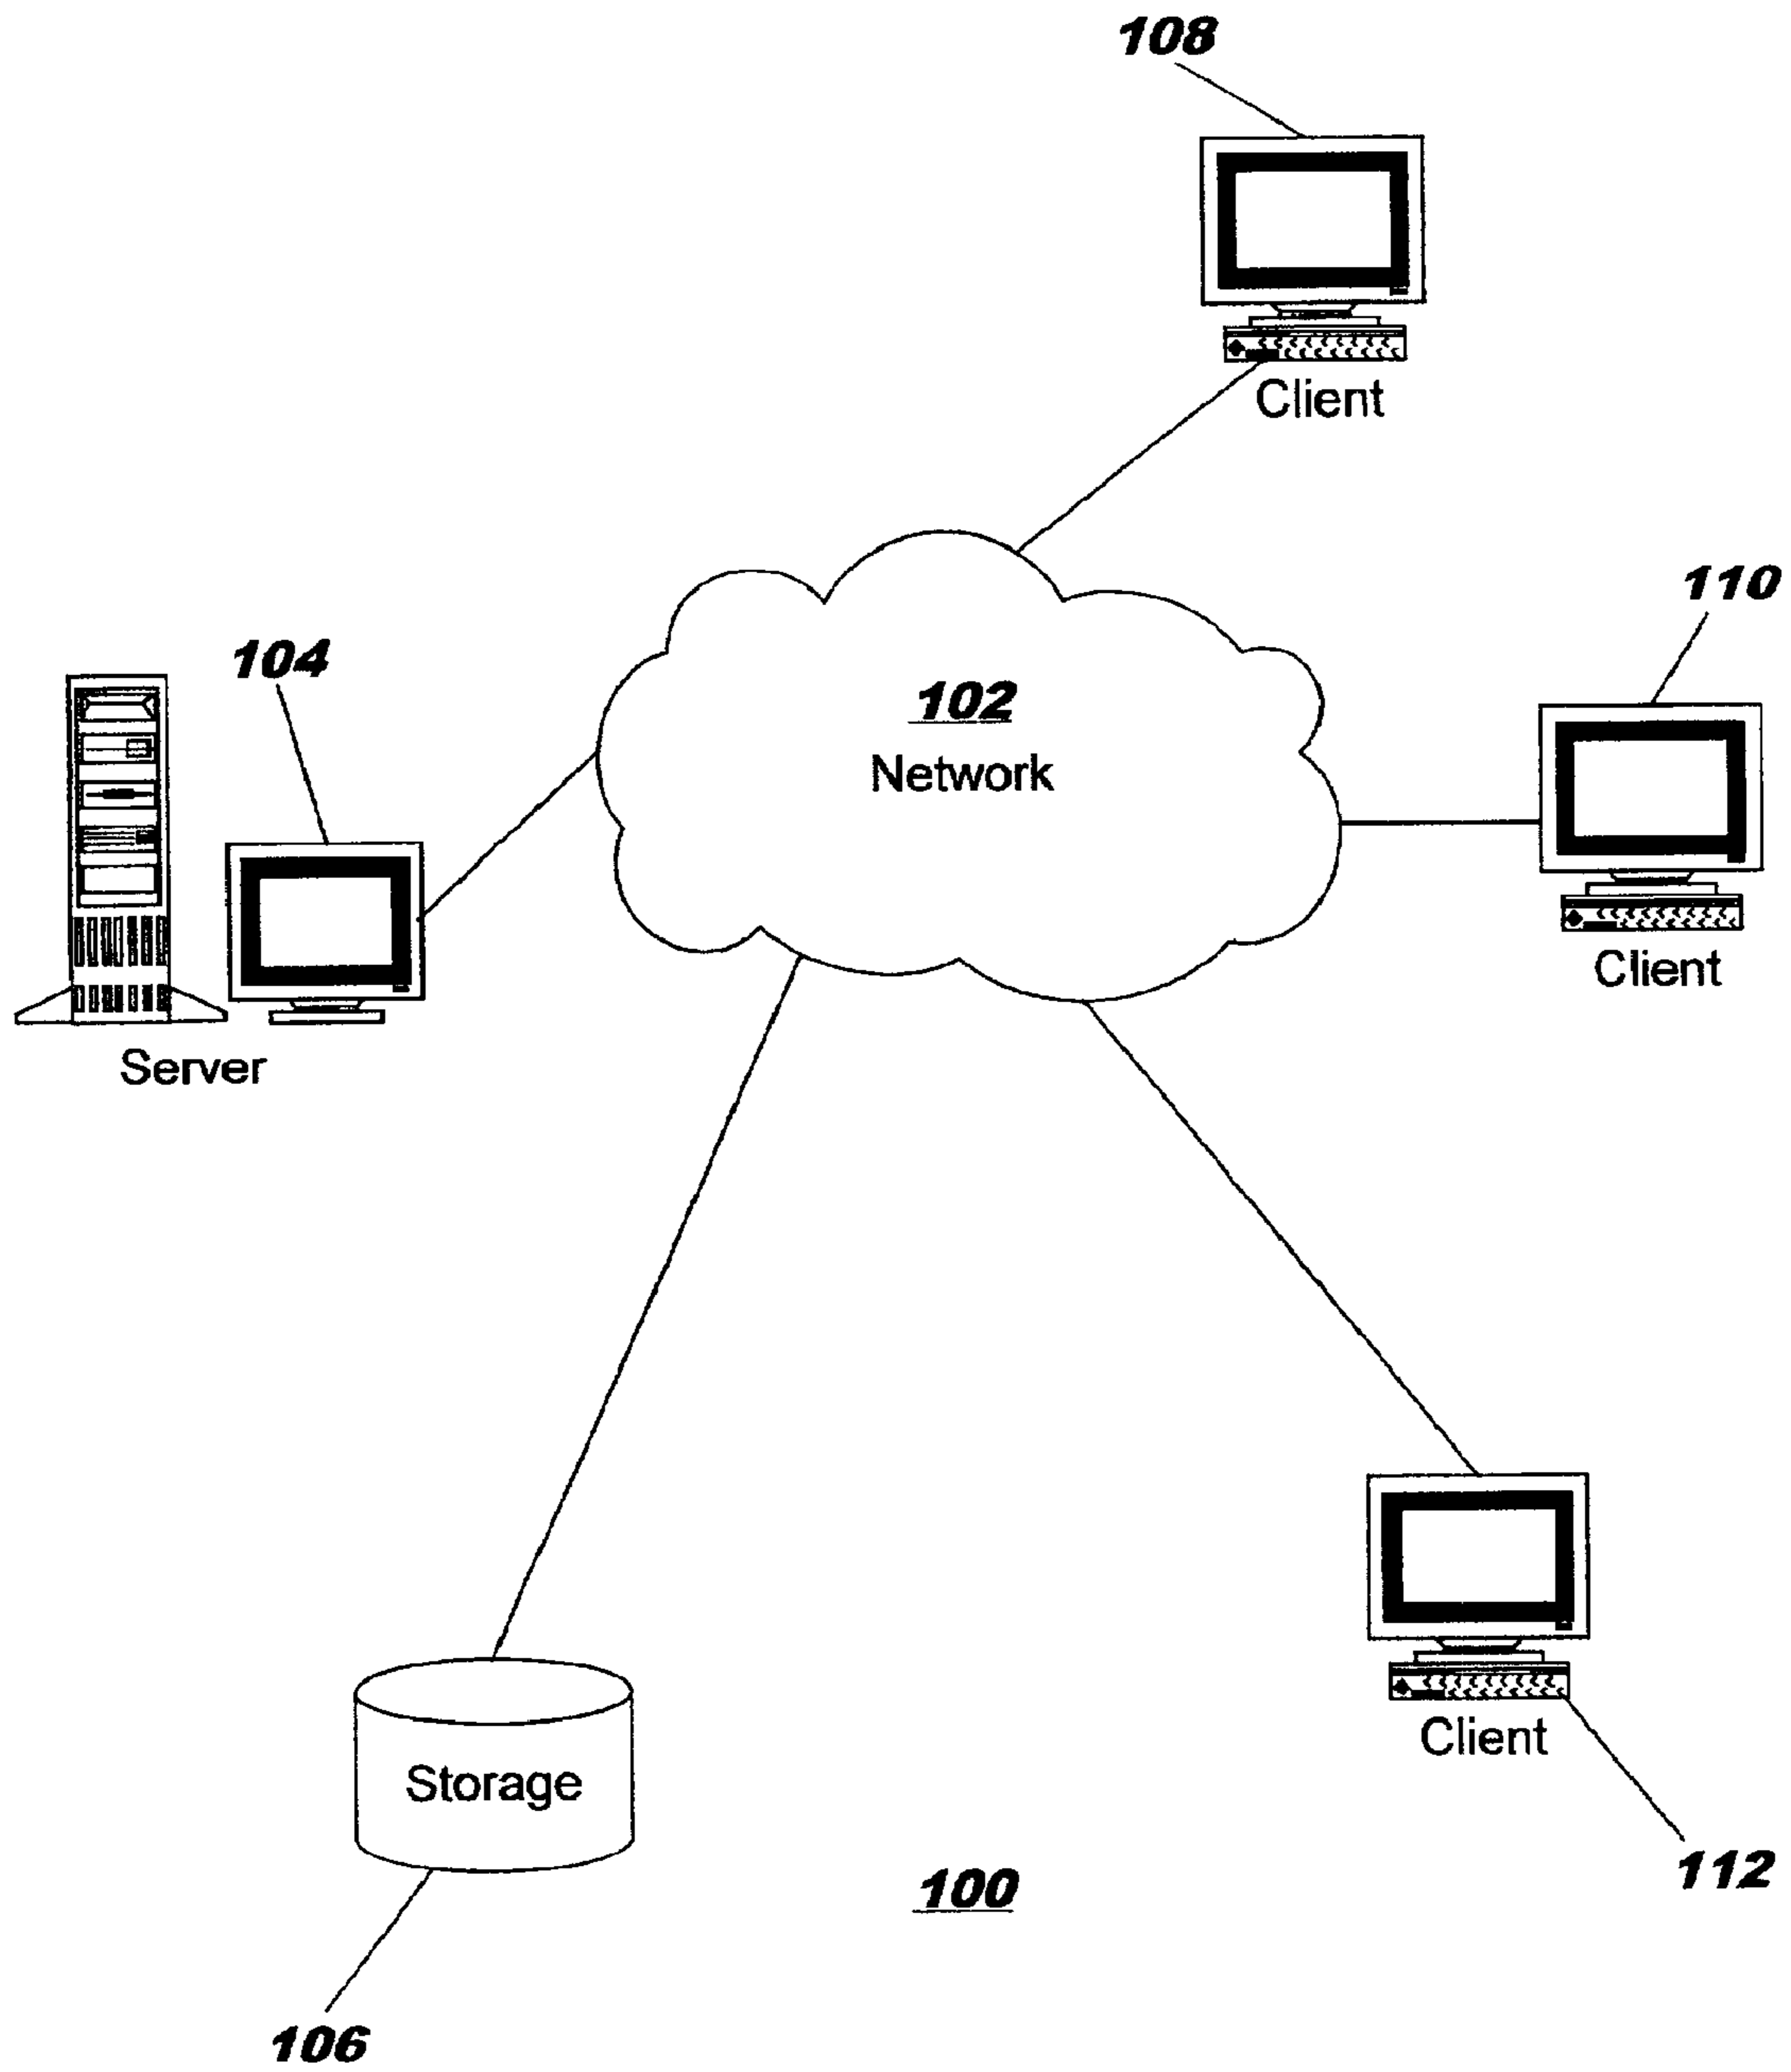 108
Client
110
104
102
Network
Client
Server
Client
Storage
112
100
106